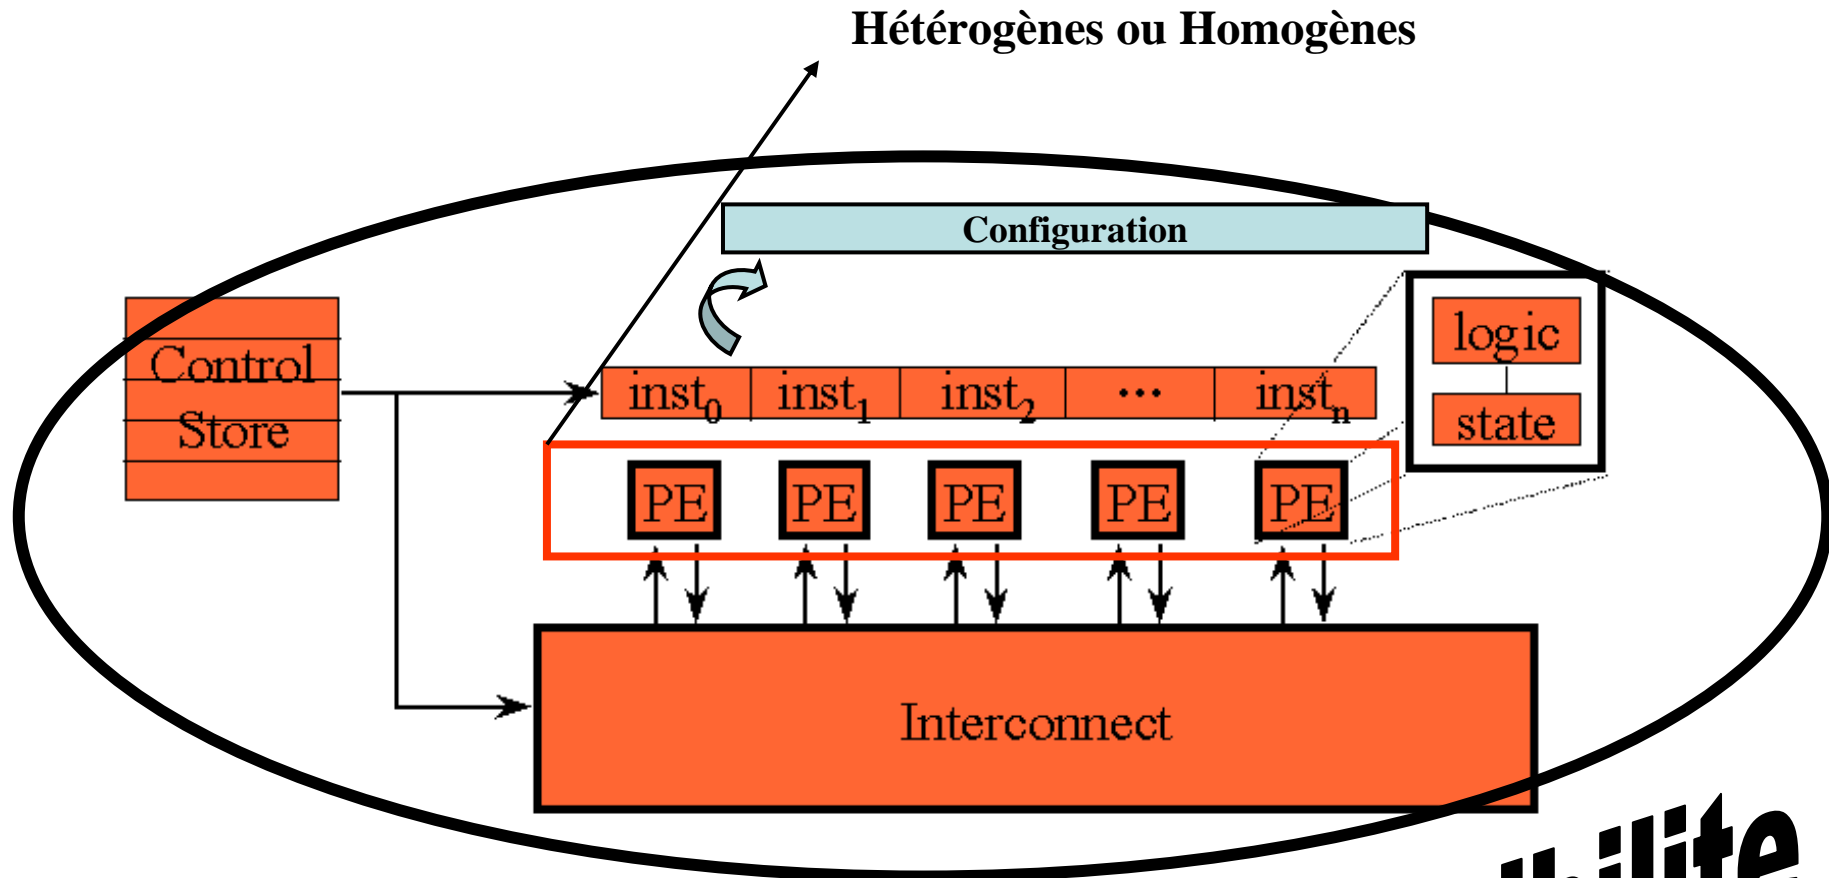 Hétérogènes ou Homogènes
Configuration
Control
Store
inst0 inst1 inst2 ... instn
logic
state
PE PE PE PE PE
Interconnect